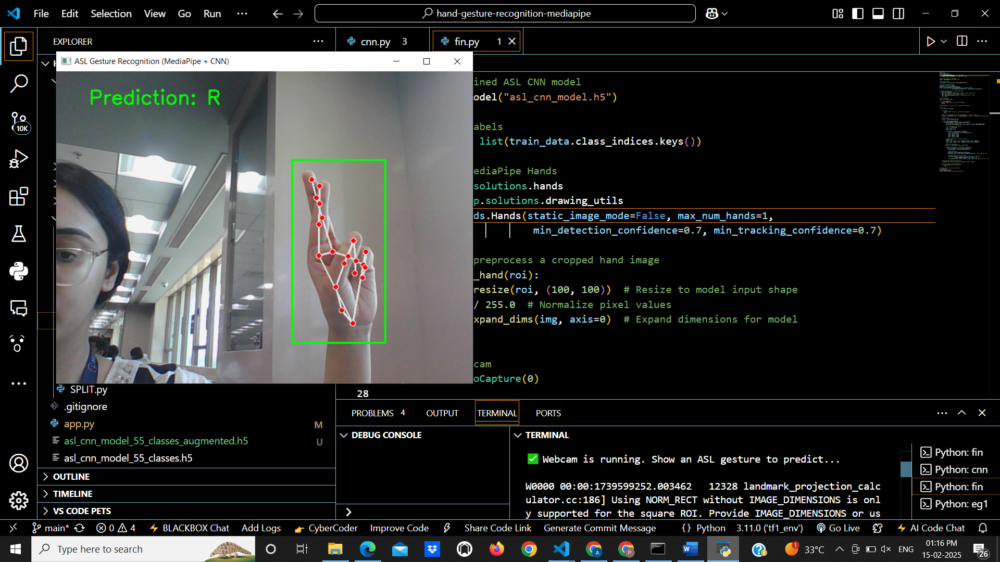 File Edit Selection View Go Run ...
hand-gesture-recognition-mediapipe
EXPLORER
cnn.py 3
fin.py 1
ASL Gesture Recognition (MediaPipe + CNN)
Prediction: R
ined ASL CNN model
odel("asl_cnn_model.h5")
abels
list(train_data.class_indices.keys())
ediaPipe Hands
solutions.hands
p.solutions.drawing_utils
ds.Hands(static_image_mode=False, max_num_hands=1,
min_detection_confidence=0.7, min_tracking_confidence=0.7)
preprocess a cropped hand image
_hand(roi):
resize(roi, (100, 100)) # Resize to model input shape
/ 255.0 # Normalize pixel values
xpand_dims(img, axis=0) # Expand dimensions for model
cam
oCapture(0)
28
10K
SPLIT.py
.gitignore
app.py M
asl_cnn_model_55_classes_augmented.h5 U
asl_cnn_model_55_classes.h5
OUTLINE
TIMELINE
VS CODE PETS
PROBLEMS 4 OUTPUT TERMINAL PORTS
DEBUG CONSOLE
TERMINAL
✅ Webcam is running. Show an ASL gesture to predict...
W0000 00:00:1739599252.003462 12328 landmark_projection_calc
ulator.cc:186] Using NORM_RECT without IMAGE_DIMENSIONS is onl
y supported for the square ROI. Provide IMAGE_DIMENSIONS or us
Python: fin
Python: cnn
Python: fin
Python: eg1
main* 0 4 BLACKBOX Chat Add Logs CyberCoder Improve Code Share Code Link Generate Commit Message {} Python 3.11.0 ('tf1_env') Go Live AI Code Chat
Type here to search
1 33°C ENG 01:16 PM
15-02-2025
26